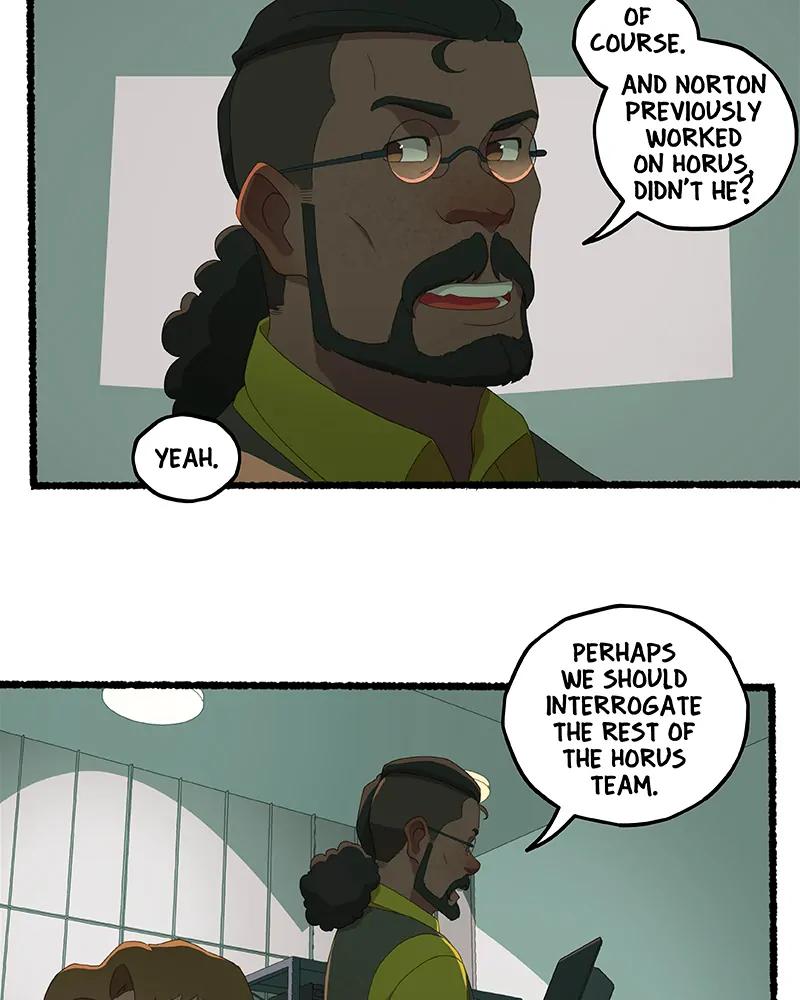 OF
COURSE.
AND NORTON
PREVIOUSLY
WORKED
ON HORUS,
DIDN'T HE?
YEAH.
PERHAPS
WE SHOULD
INTERROGATE
THE REST OF
THE HORUS
TEAM.